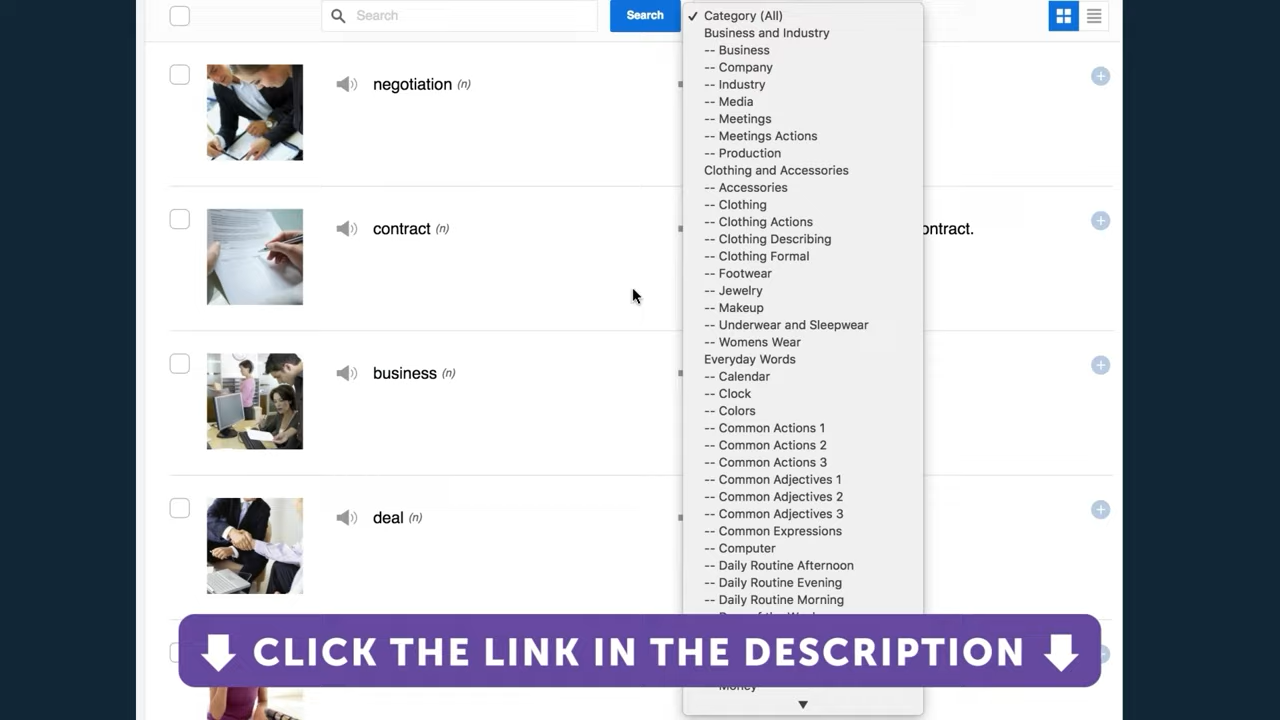 Search
Search
✓ Category (All)
Business and Industry
-- Business
-- Company
-- Industry
-- Media
-- Meetings
-- Meetings Actions
-- Production
Clothing and Accessories
-- Accessories
-- Clothing
-- Clothing Actions
-- Clothing Describing
-- Clothing Formal
-- Footwear
-- Jewelry
-- Makeup
-- Underwear and Sleepwear
-- Womens Wear
Everyday Words
-- Calendar
-- Clock
-- Colors
-- Common Actions 1
-- Common Actions 2
-- Common Actions 3
-- Common Adjectives 1
-- Common Adjectives 2
-- Common Adjectives 3
-- Common Expressions
-- Computer
-- Daily Routine Afternoon
-- Daily Routine Evening
-- Daily Routine Morning
negotiation (n)
contract (n)
ontract.
business (n)
deal (n)
CLICK THE LINK IN THE DESCRIPTION